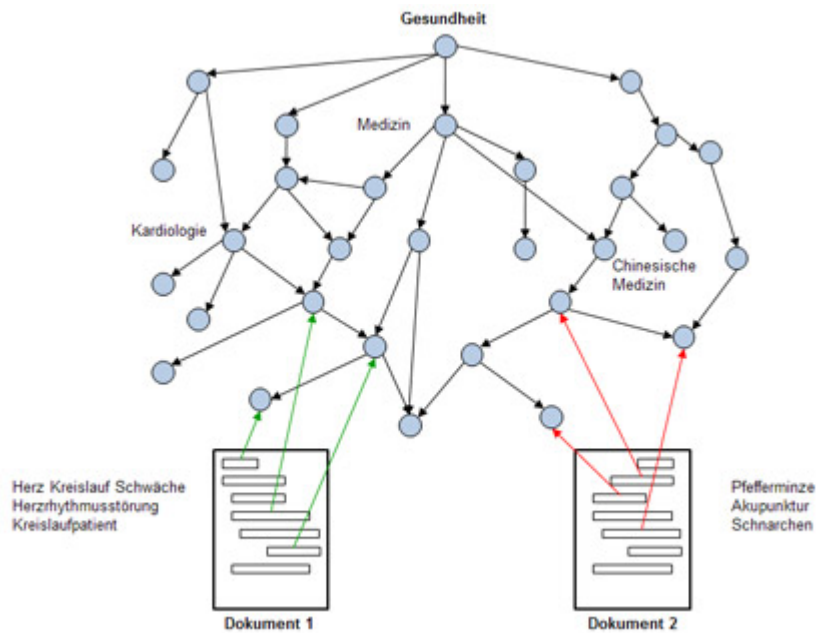 Gesundheit
Medizin
Kardiologie
Chinesische
Medizin
Herz Kreislauf Schwäche
Herzrhythmusstörung
Kreislaufpatient
Pfefferminze
Akupunktur
Schnarchen
Dokument 1
Dokument 2